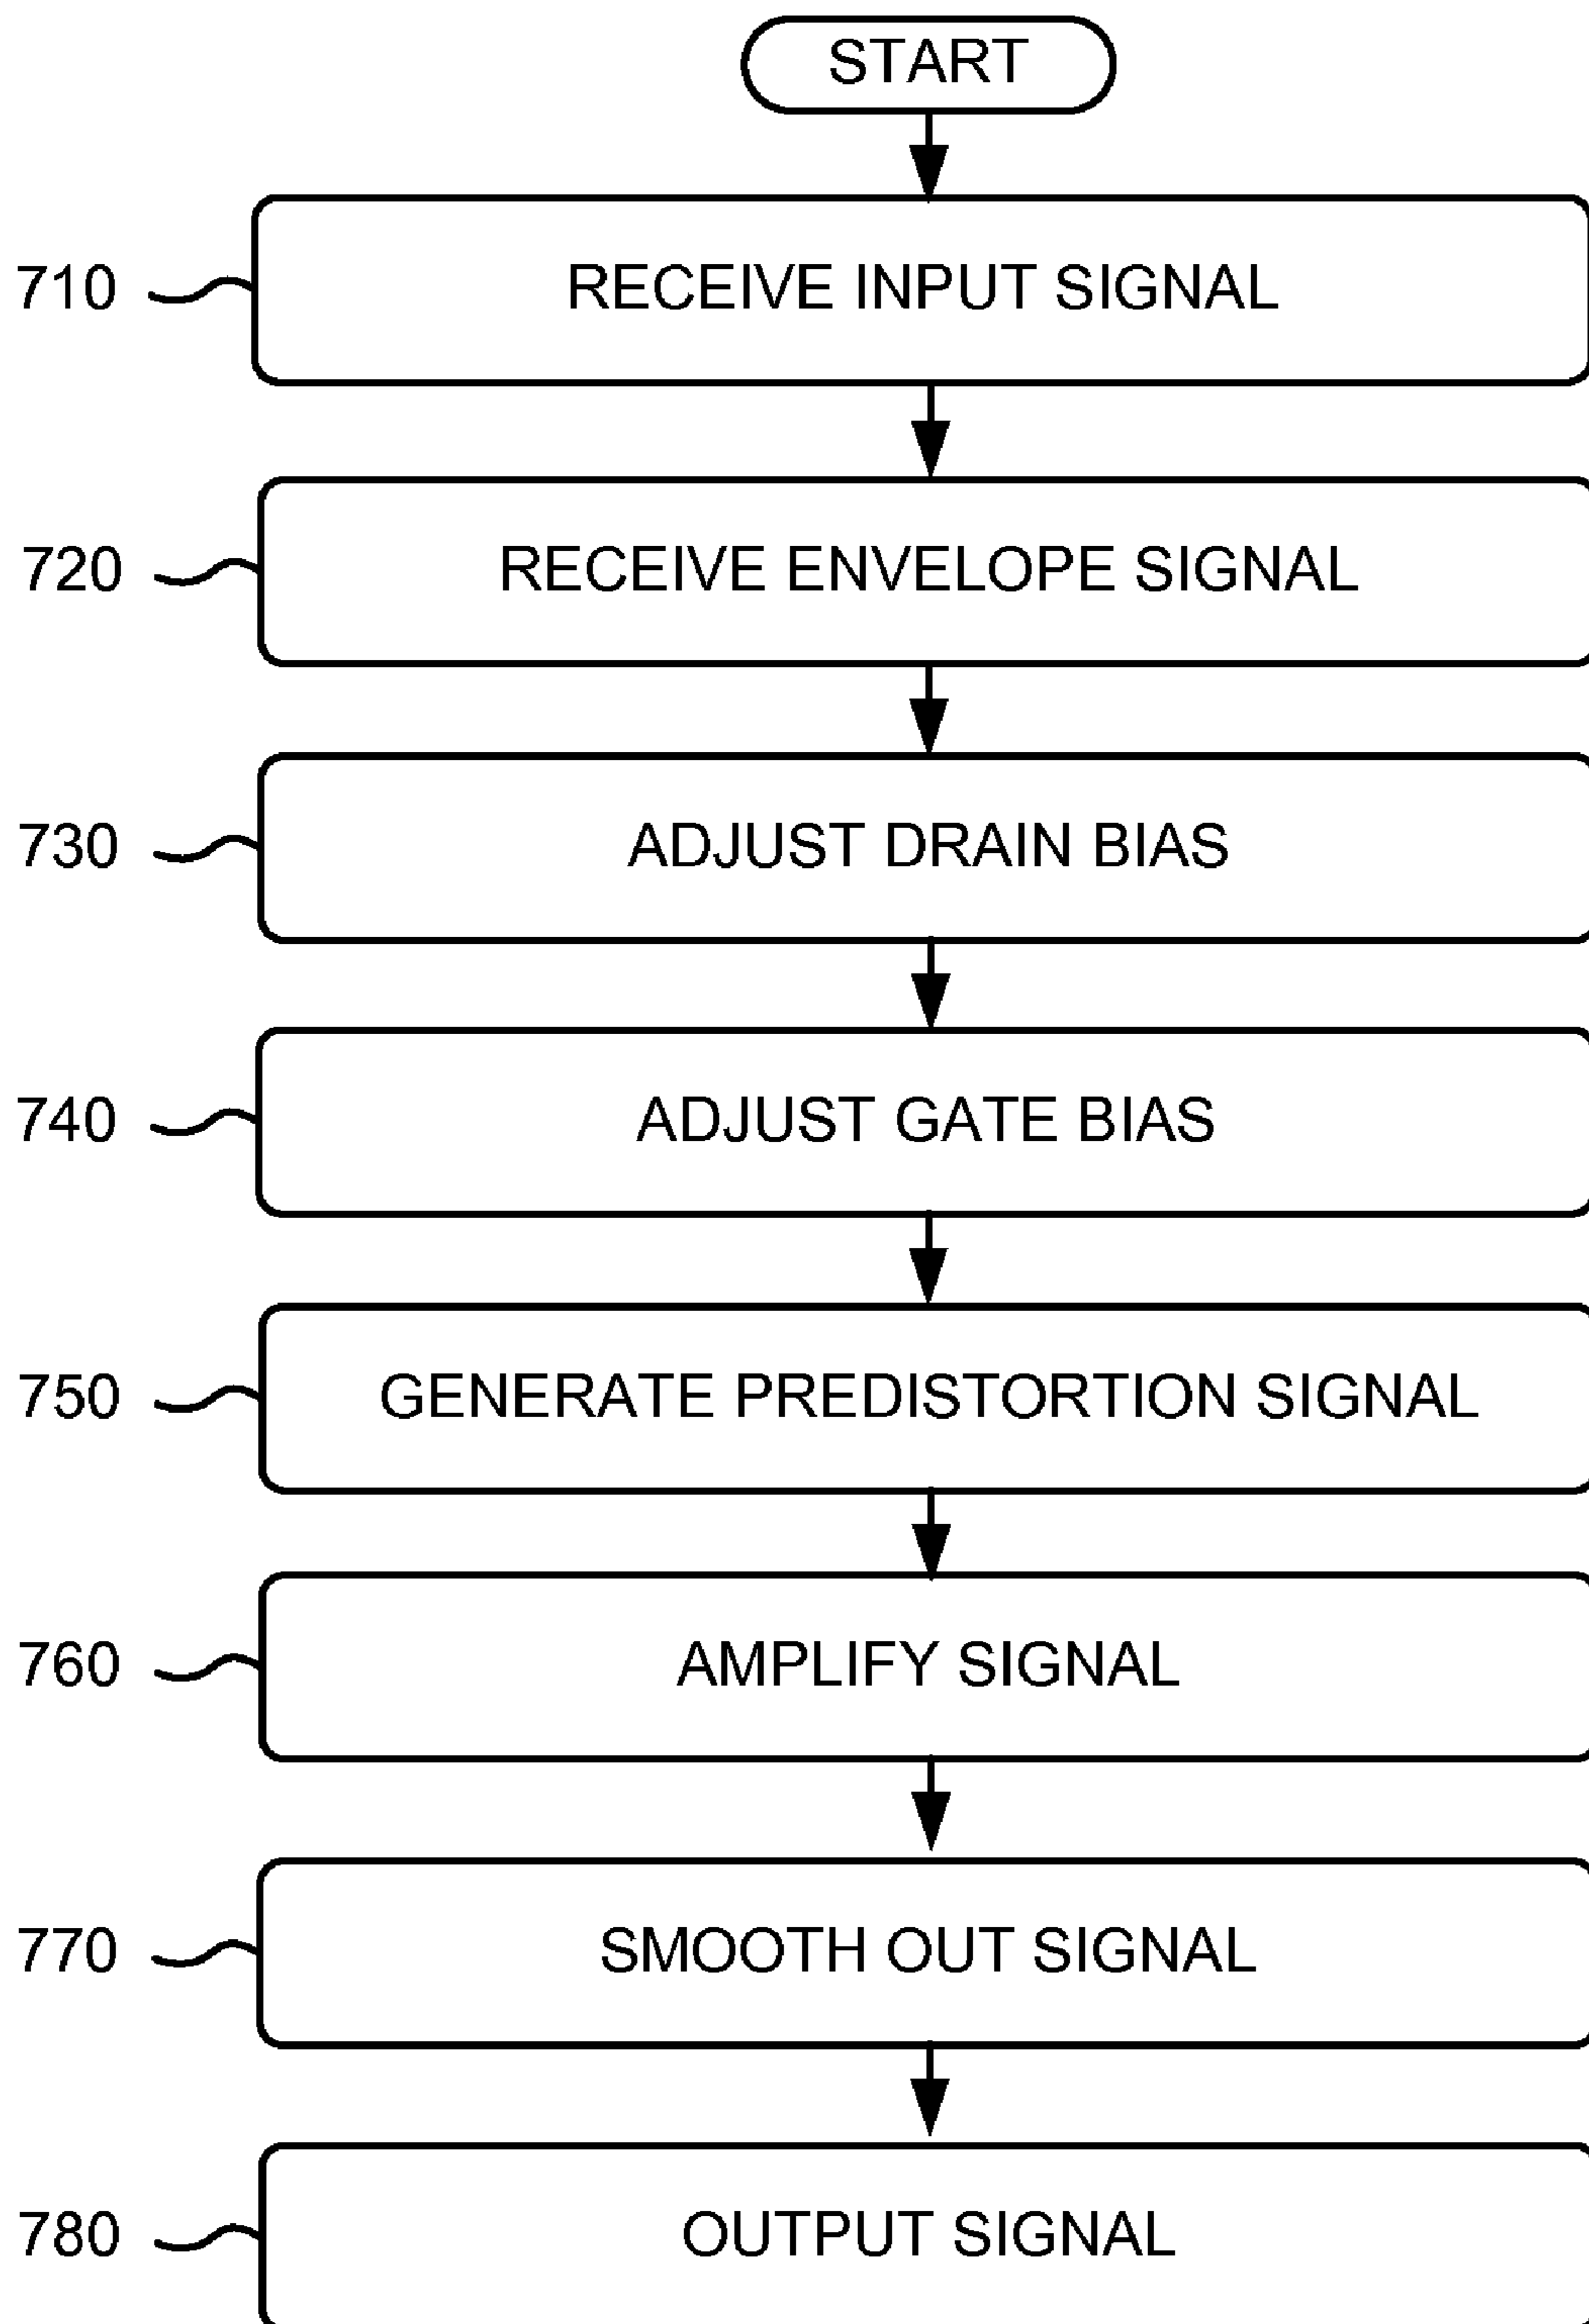 START
710 RECEIVE INPUT SIGNAL
720 RECEIVE ENVELOPE SIGNAL
730 ADJUST DRAIN BIAS
740 ADJUST GATE BIAS
750 GENERATE PREDISTORTION SIGNAL
760 AMPLIFY SIGNAL
770 SMOOTH OUT SIGNAL
780 OUTPUT SIGNAL